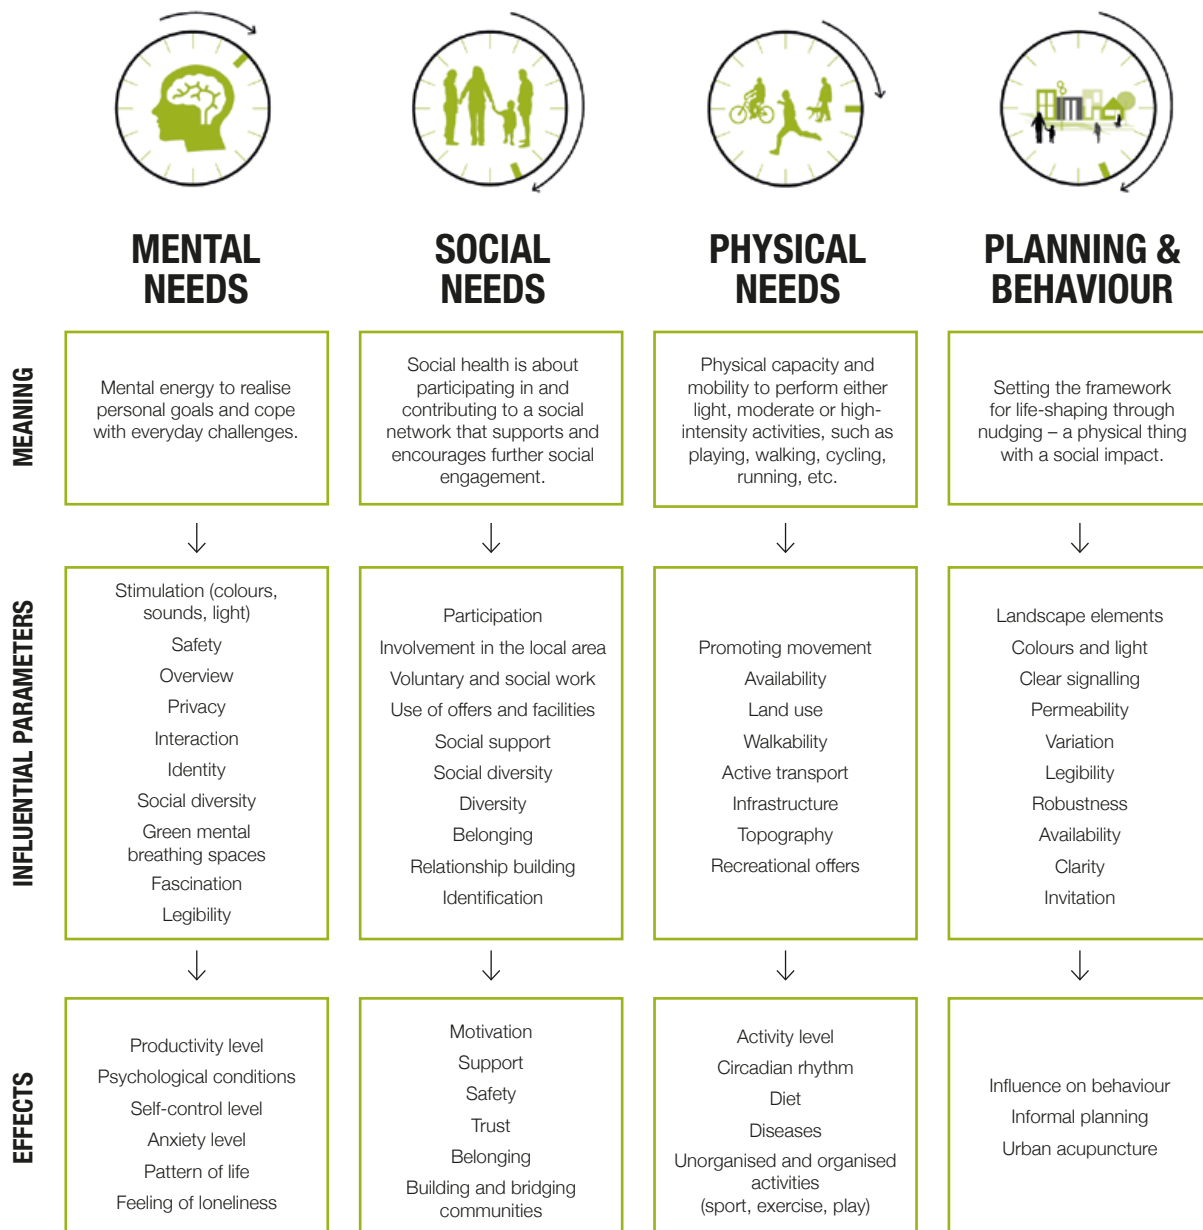 MENTAL
NEEDS
SOCIAL
NEEDS
PHYSICAL
NEEDS
PLANNING &
BEHAVIOUR
MEANING
Mental energy to realise
personal goals and cope
with everyday challenges.
Social health is about
participating in and
contributing to a social
network that supports and
encourages further social
engagement.
Physical capacity and
mobility to perform either
light, moderate or high-
intensity activities, such as
playing, walking, cycling,
running, etc.
Setting the framework
for life-shaping through
nudging – a physical thing
with a social impact.
INFLUENTIAL PARAMETERS
Stimulation (colours,
sounds, light)
Safety
Overview
Privacy
Interaction
Identity
Social diversity
Green mental
breathing spaces
Fascination
Legibility
Participation
Involvement in the local area
Voluntary and social work
Use of offers and facilities
Social support
Social diversity
Diversity
Belonging
Relationship building
Identification
Promoting movement
Availability
Land use
Walkability
Active transport
Infrastructure
Topography
Recreational offers
Landscape elements
Colours and light
Clear signalling
Permeability
Variation
Legibility
Robustness
Availability
Clarity
Invitation
EFFECTS
Productivity level
Psychological conditions
Self-control level
Anxiety level
Pattern of life
Feeling of loneliness
Motivation
Support
Safety
Trust
Belonging
Building and bridging
communities
Activity level
Circadian rhythm
Diet
Diseases
Unorganised and organised
activities
(sport, exercise, play)
Influence on behaviour
Informal planning
Urban acupuncture